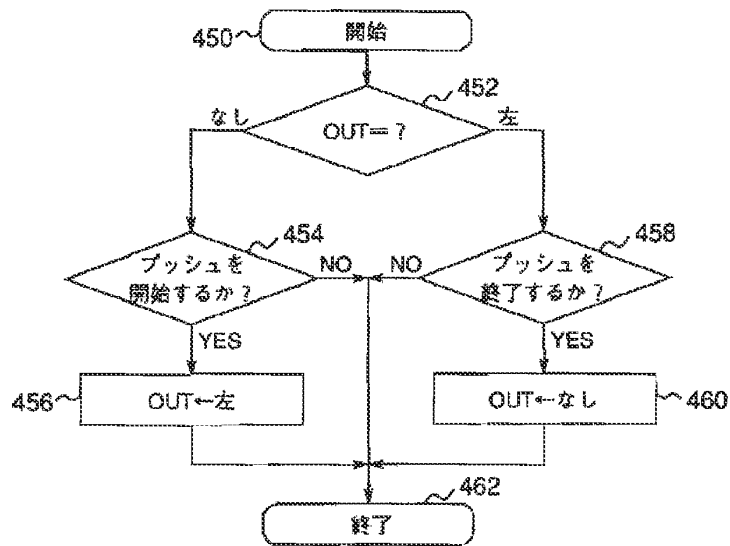 450
開始
452
OUT=?
なし
左
454
プッシュを
開始するか?
NO
NO
458
プッシュを
終了するか?
YES
YES
456
OUT←左
OUT←なし
460
462
終了